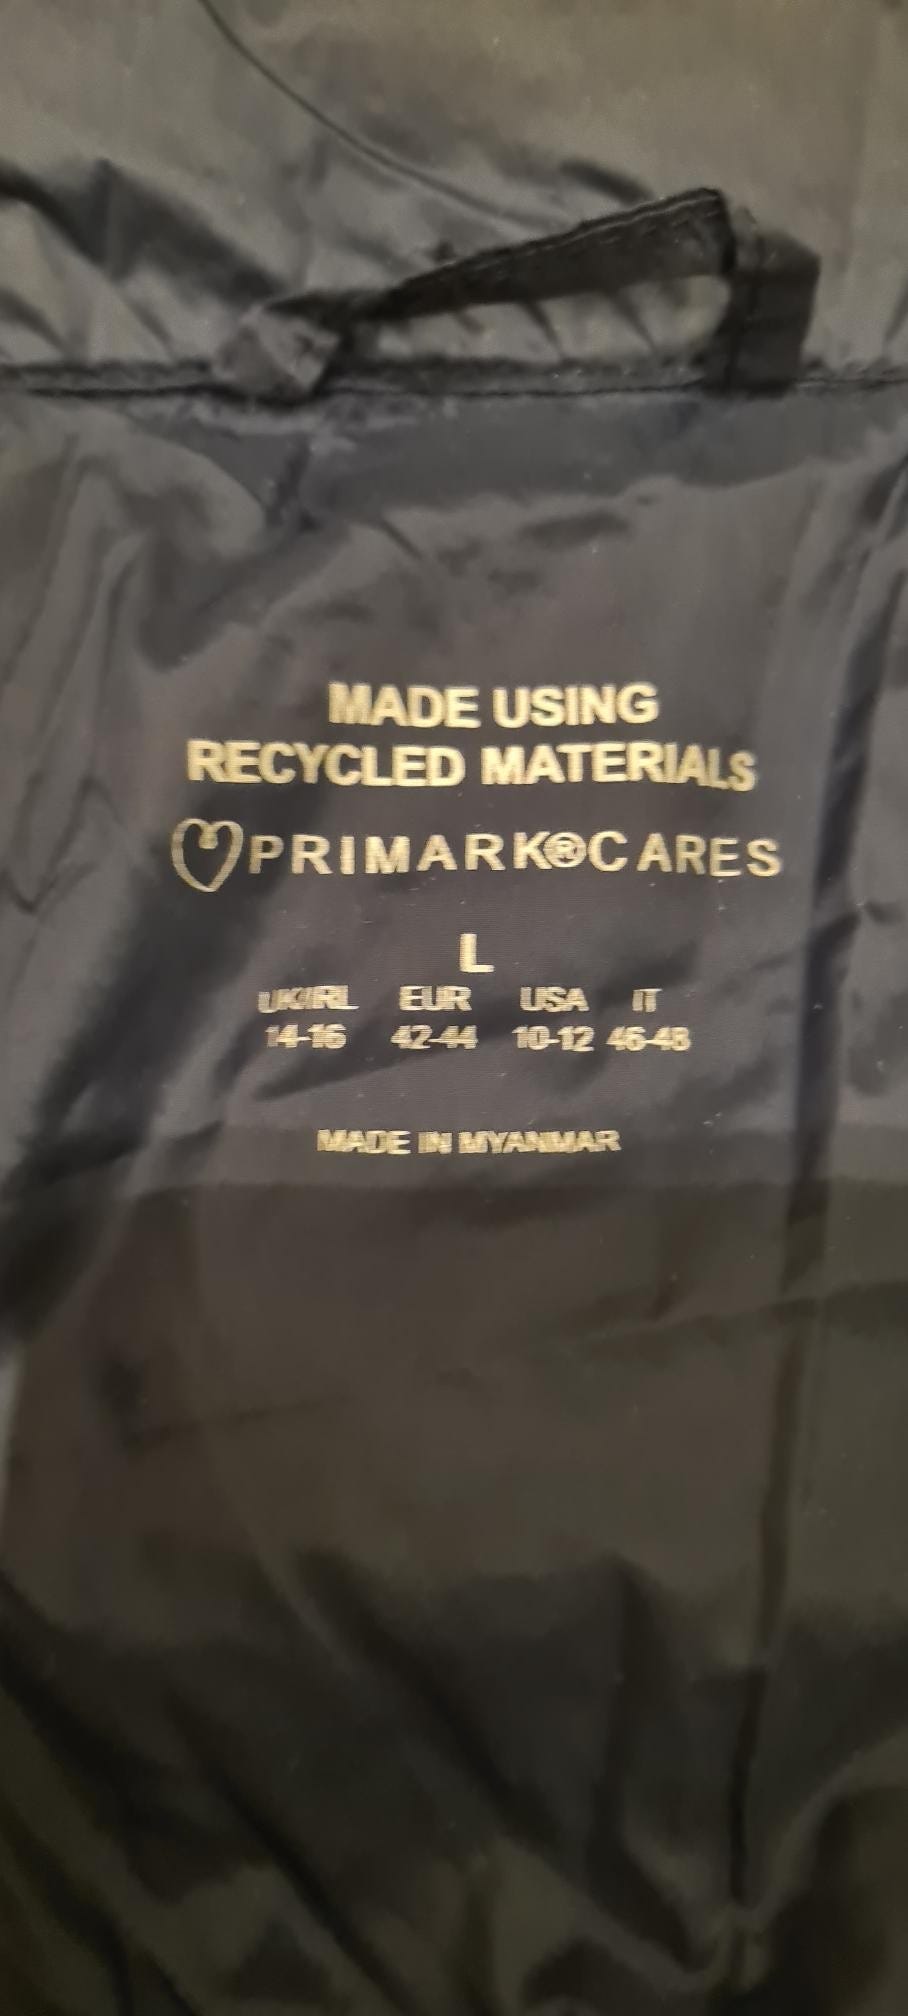 MADE USING
RECYCLED MATERIALS
PRIMARK®CARES
L
UK/IRL EUR USA IT
14-16 42-44 10-12 46-48
MADE IN MYANMAR